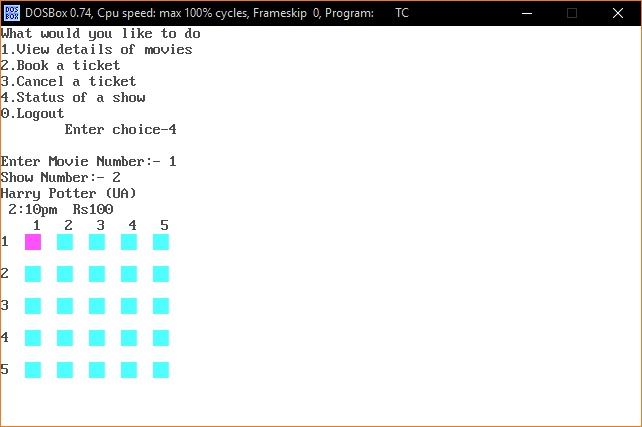 DOS BOX DOSBox 0.74, Cpu speed: max 100% cycles, Frameskip 0, Program: TC
What would you like to do
1.View details of movies
2.Book a ticket
3.Cancel a ticket
4.Status of a show
0.Logout
Enter choice-4
Enter Movie Number:- 1
Show Number:- 2
Harry Potter (UA)
2:10pm Rs100
1 2 3 4 5
1
2
3
4
5